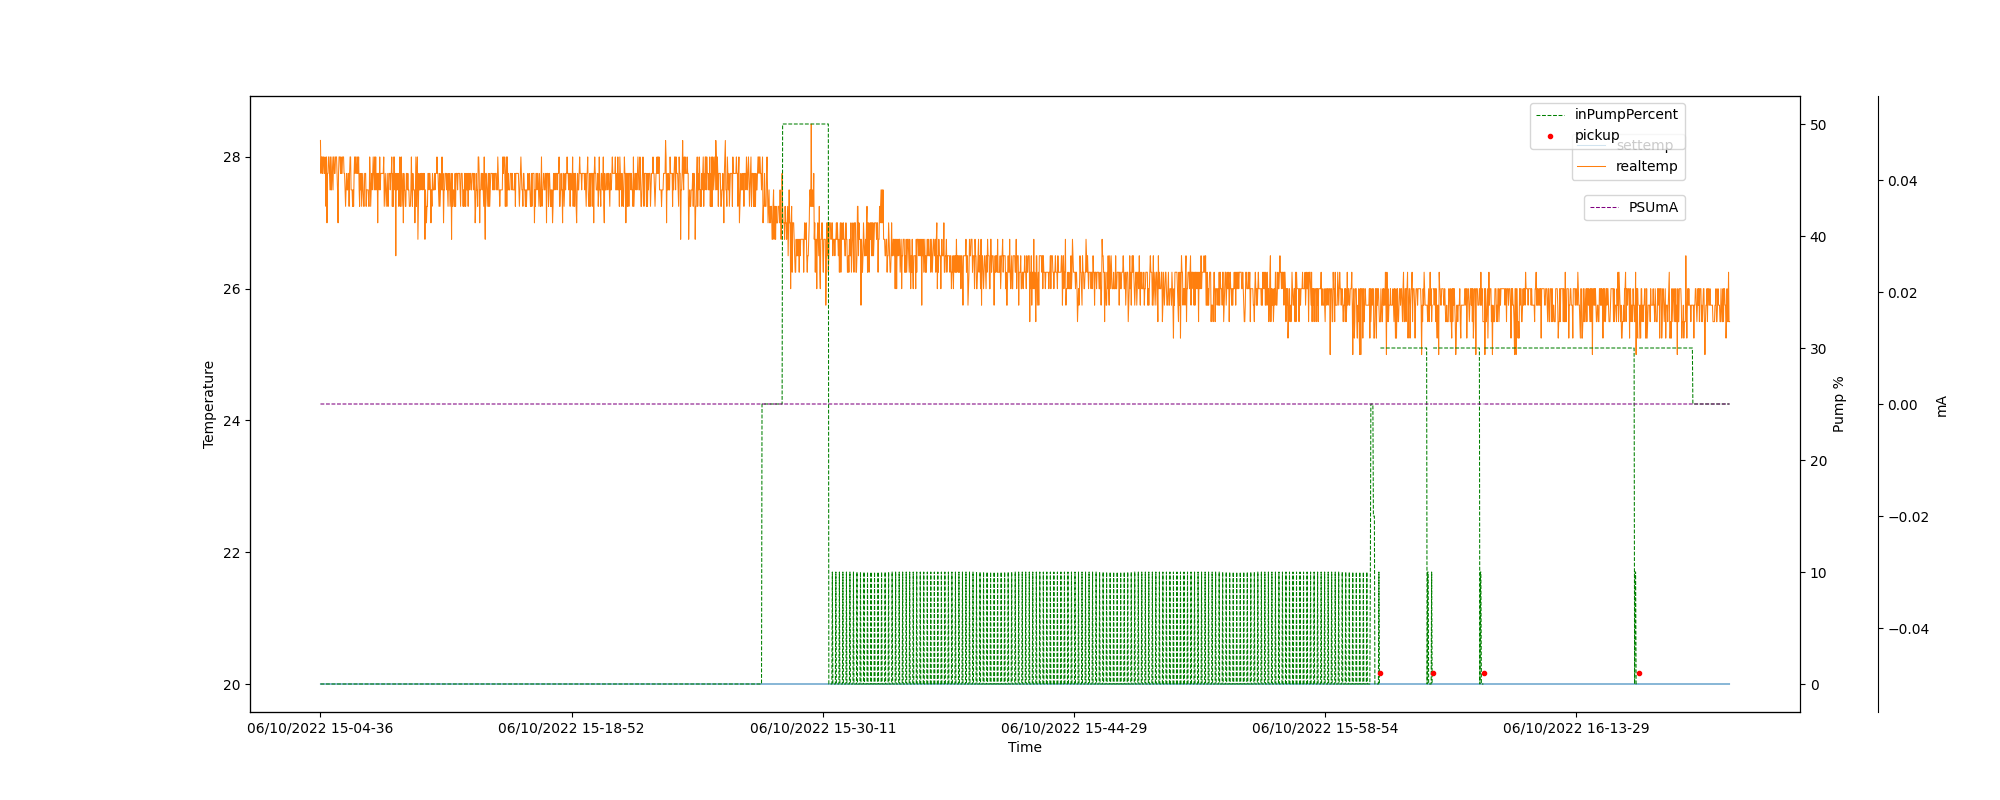 inPumpPercent
pickup
settemp
realtemp
PSUmA
28
26
24
22
20
Temperature
50
40
30
20
10
0
Pump %
0.04
0.02
0.00
−0.02
−0.04
mA
06/10/2022 15-04-36
06/10/2022 15-18-52
06/10/2022 15-30-11
06/10/2022 15-44-29
06/10/2022 15-58-54
06/10/2022 16-13-29
Time